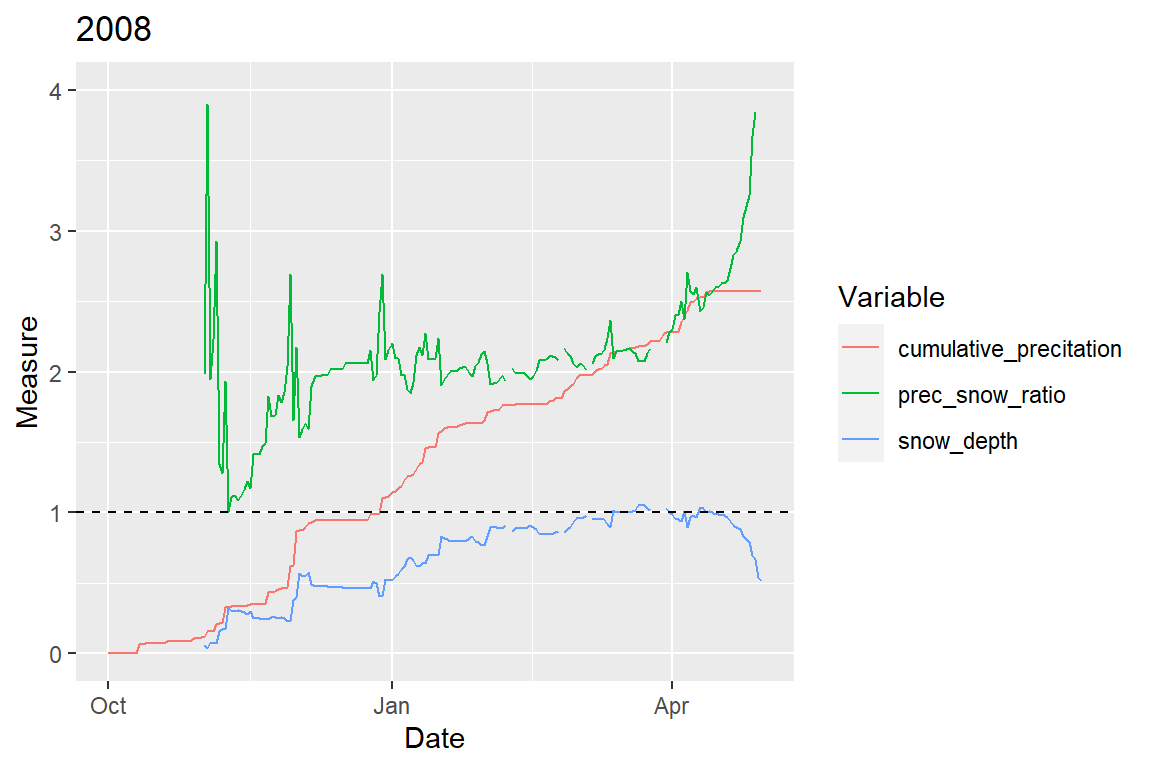 2008
4
3
2
1
0
Measure
Oct
Jan
Apr
Date
Variable
cumulative_precitation
prec_snow_ratio
snow_depth